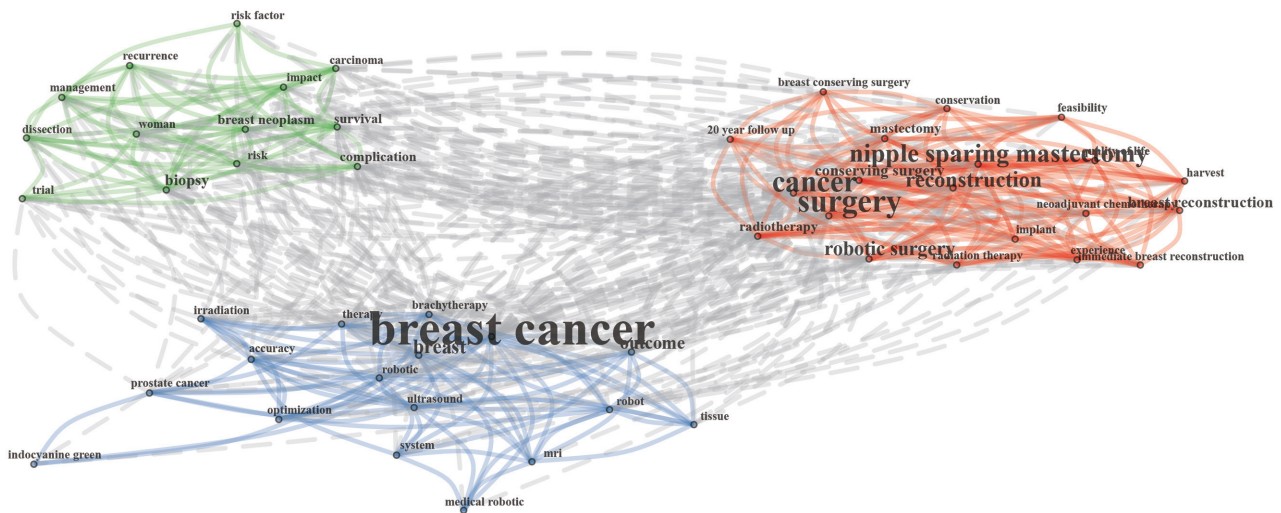 risk factor
recurrence
carcinoma
management
impact
dissection
woman
breast neoplasm
survival
risk
complication
biopsy
trial
breast conserving surgery
conservation
feasibility
20 year follow up
mastectomy
nipple sparing mastectomy
quality of life
conserving surgery
cancer
reconstruction
harvest
surgery
neoadjuvant chemotherapy
breast reconstruction
radiotherapy
implant
robotic surgery
radiation therapy
experience
immediate breast reconstruction
irradiation
therapy
brachytherapy
breast cancer
accuracy
breast
outcome
prostate cancer
robotic
optimization
ultrasound
robot
tissue
indocyanine green
system
mri
medical robotic